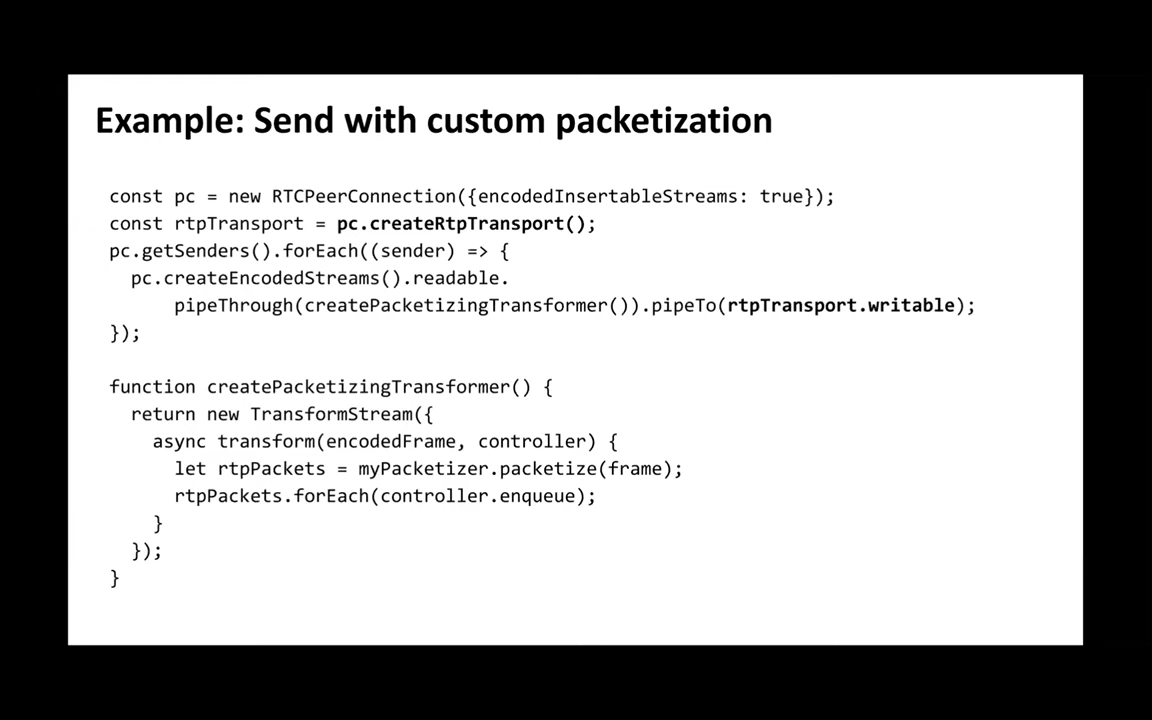 Example: Send with custom packetization
const pc = new RTCPeerConnection({encodedInsertableStreams: true});
const rtpTransport = pc.createRtpTransport();
pc.getSenders().forEach((sender) => {
pc.createEncodedStreams().readable.
pipeThrough(createPacketizingTransformer()).pipeTo(rtpTransport.writable);
});
function createPacketizingTransformer() {
return new TransformStream({
async transform(encodedFrame, controller) {
let rtpPackets = myPacketizer.packetize(frame);
rtpPackets.forEach(controller.enqueue);
}
});
}